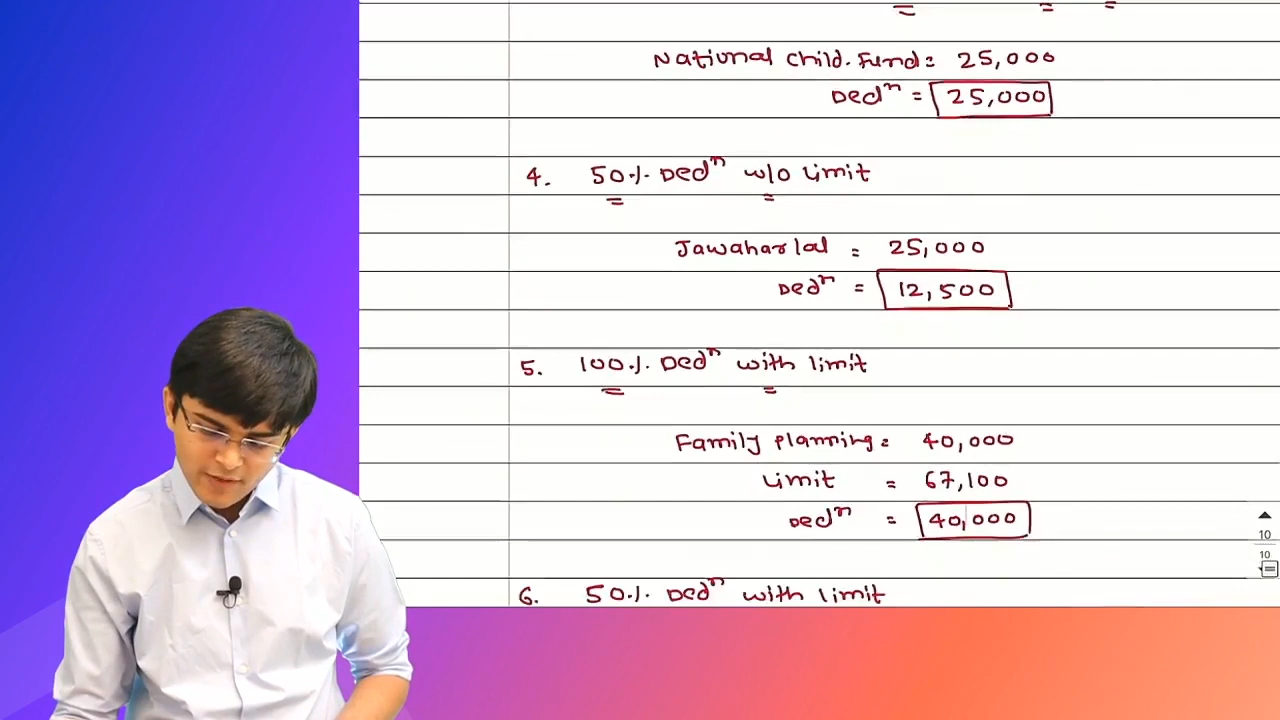 National Child. Fund = 25,000
Dedⁿ = 25,000
4. 50% Dedⁿ w/o limit
Jawaharlal = 25,000
Dedⁿ = 12,500
5. 100% Dedⁿ with limit
Family planning = 40,000
Limit = 67,100
Dedⁿ = 40,000
10
10
6. 50% Dedⁿ with limit